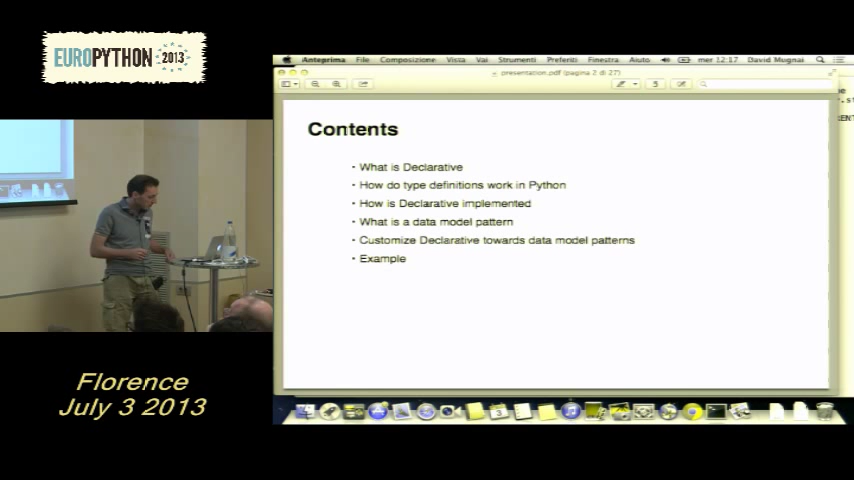 EUROPYTHON 2013
Anteprima File Composizione Vista Vai Strumenti Preferiti Finestra Aiuto mer 12:17 David Mugnai
presentation.pdf (pagina 2 di 27)
Contents
· What is Declarative
· How do type definitions work in Python
· How is Declarative implemented
· What is a data model pattern
· Customize Declarative towards data model patterns
· Example
Florence
July 3 2013